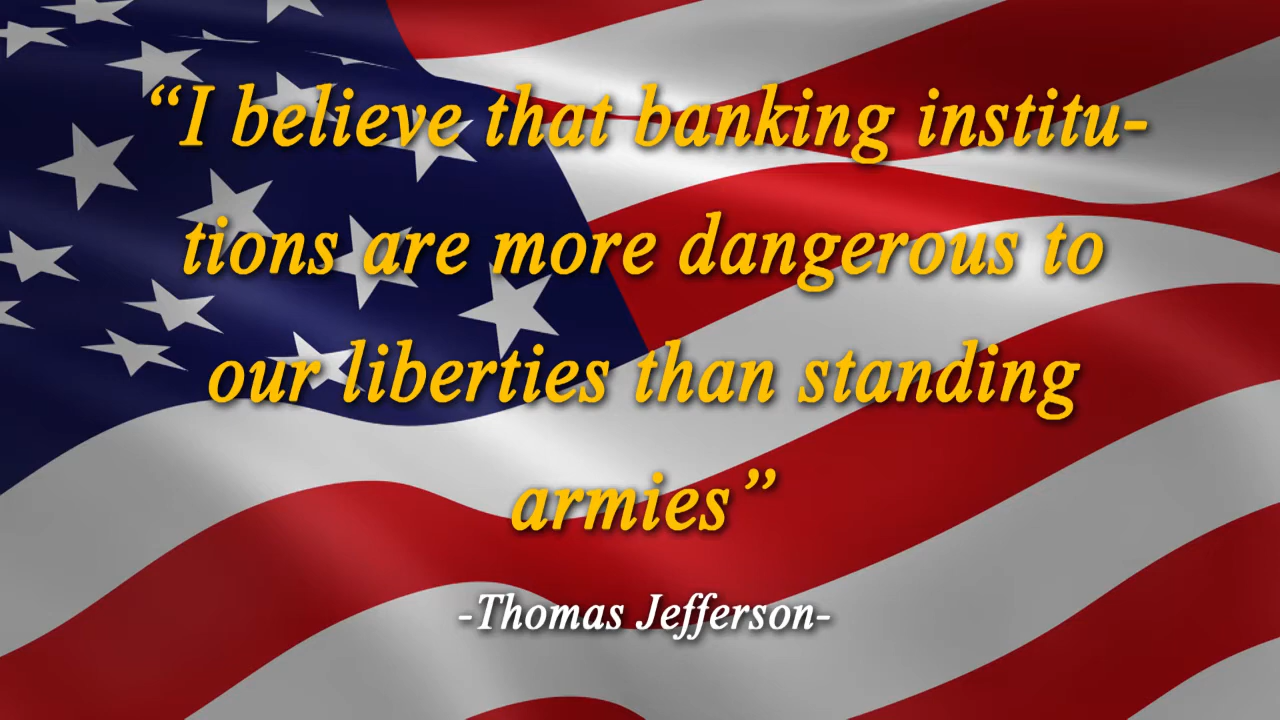 “I believe that banking institu-
tions are more dangerous to
our liberties than standing
armies”
-Thomas Jefferson-